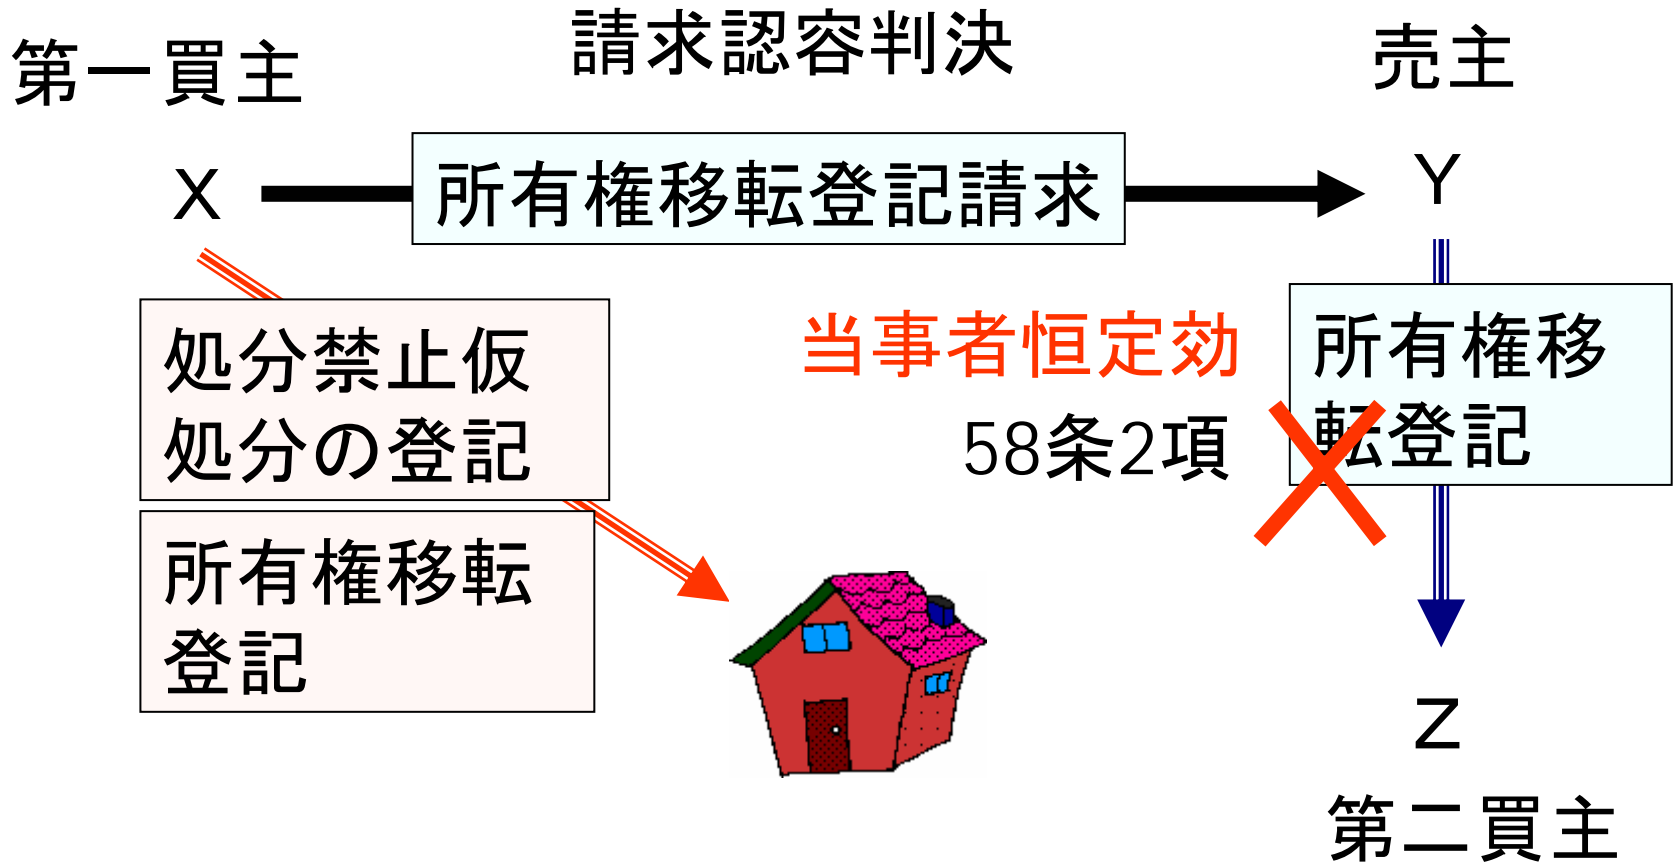 請求認容判決
第一買主
売主
X
所有権移転登記請求
Y
処分禁止仮
処分の登記
当事者恒定効
58条2項
所有権移
転登記
所有権移転
登記
Z
第二買主